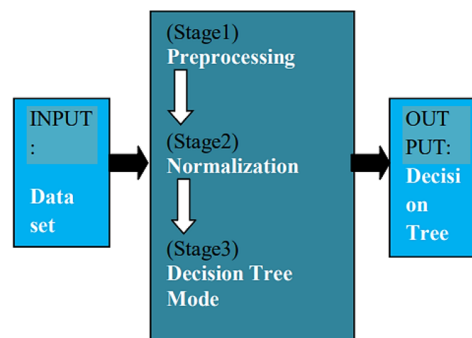 INPUT
:
Data
set
(Stage1)
Preprocessing
(Stage2)
Normalization
(Stage3)
Decision Tree
Mode
OUT
PUT:
Decisi
on
Tree